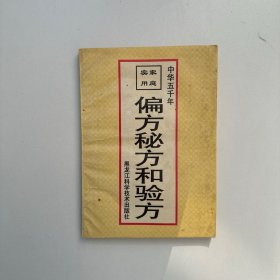 中华五千年
家庭
实用
偏方秘方和验方
黑龙江科学技术出版社